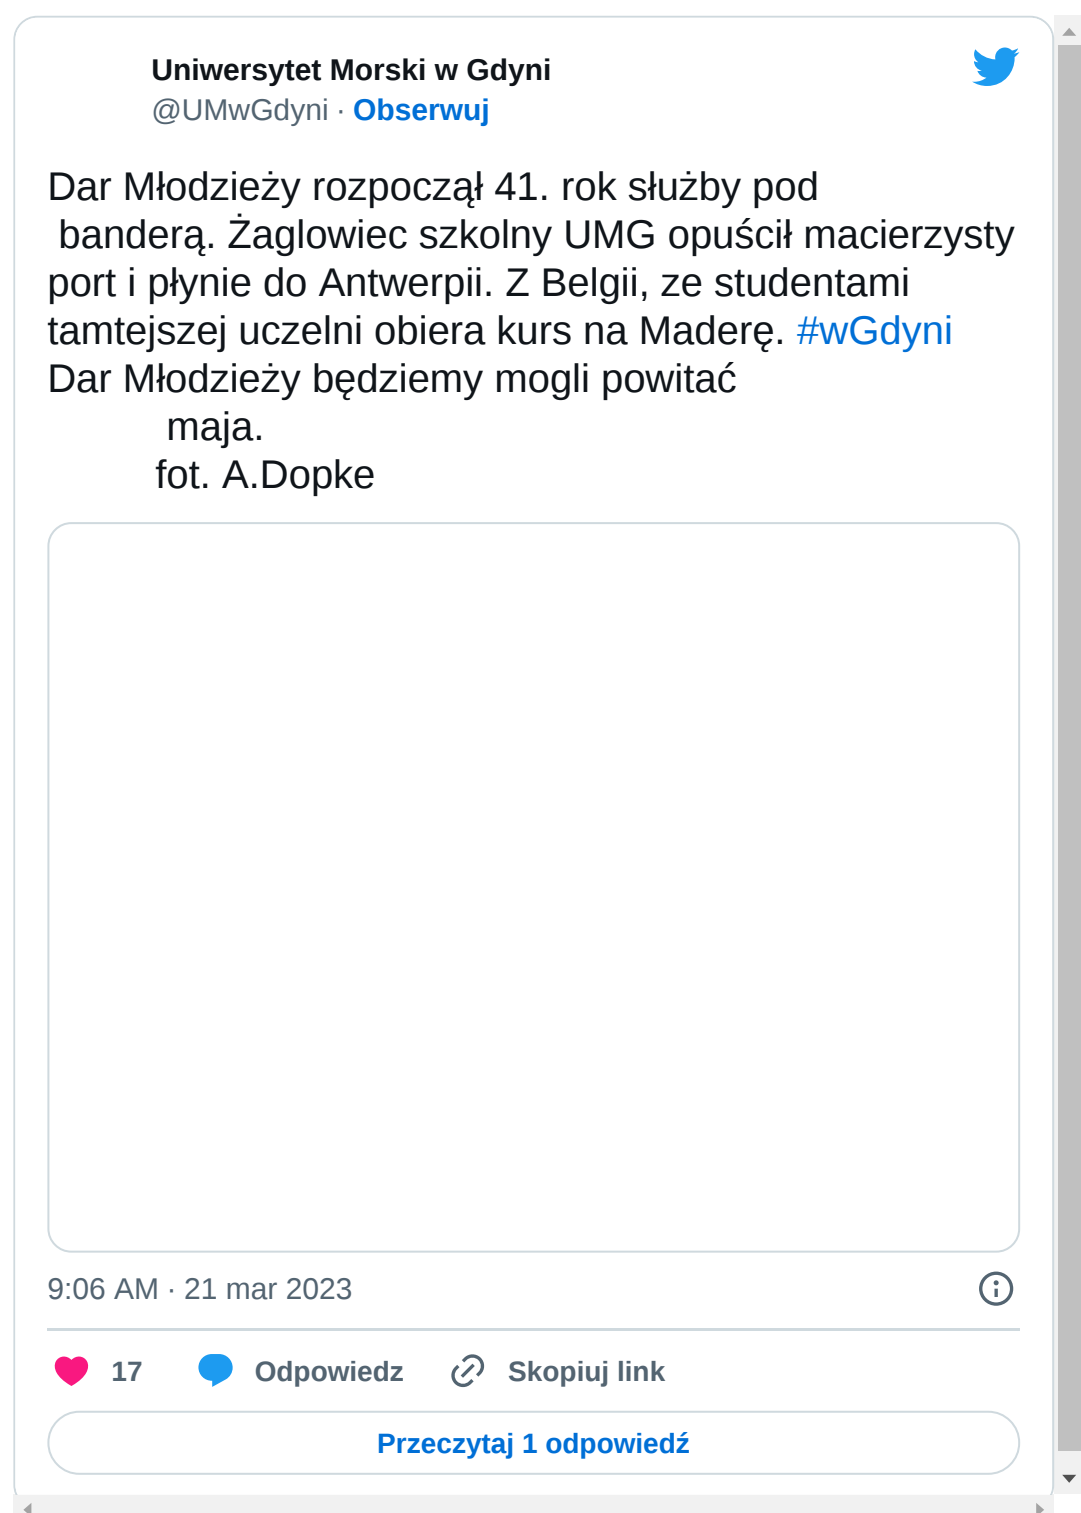 Uniwersytet Morski w Gdyni
@UMwGdyni · Obserwuj
Dar Młodzieży rozpoczął 41. rok służby pod
banderą. Żaglowiec szkolny UMG opuścił macierzysty
port i płynie do Antwerpii. Z Belgii, ze studentami
tamtejszej uczelni obiera kurs na Maderę. #wGdyni
Dar Młodzieży będziemy mogli powitać
maja.
fot. A.Dopke
9:06 AM · 21 mar 2023
17 Odpowiedz Skopiuj link
Przeczytaj 1 odpowiedź